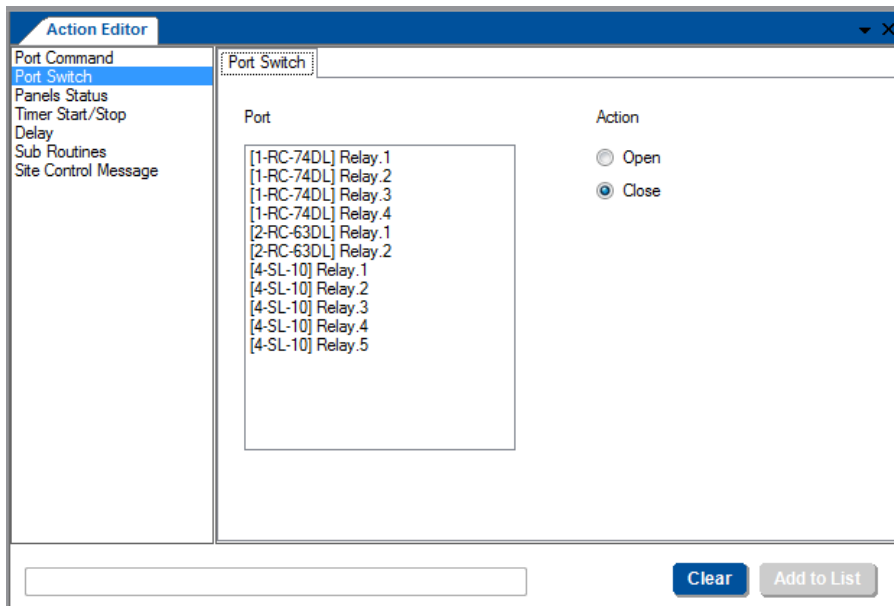 Action Editor
Port Command
Port Switch
Panels Status
Timer Start/Stop
Delay
Sub Routines
Site Control Message
Port Switch
Port
[1-RC-74DL] Relay.1
[1-RC-74DL] Relay.2
[1-RC-74DL] Relay.3
[1-RC-74DL] Relay.4
[2-RC-63DL] Relay.1
[2-RC-63DL] Relay.2
[4-SL-10] Relay.1
[4-SL-10] Relay.2
[4-SL-10] Relay.3
[4-SL-10] Relay.4
[4-SL-10] Relay.5
Action
Open
Close
Clear
Add to List